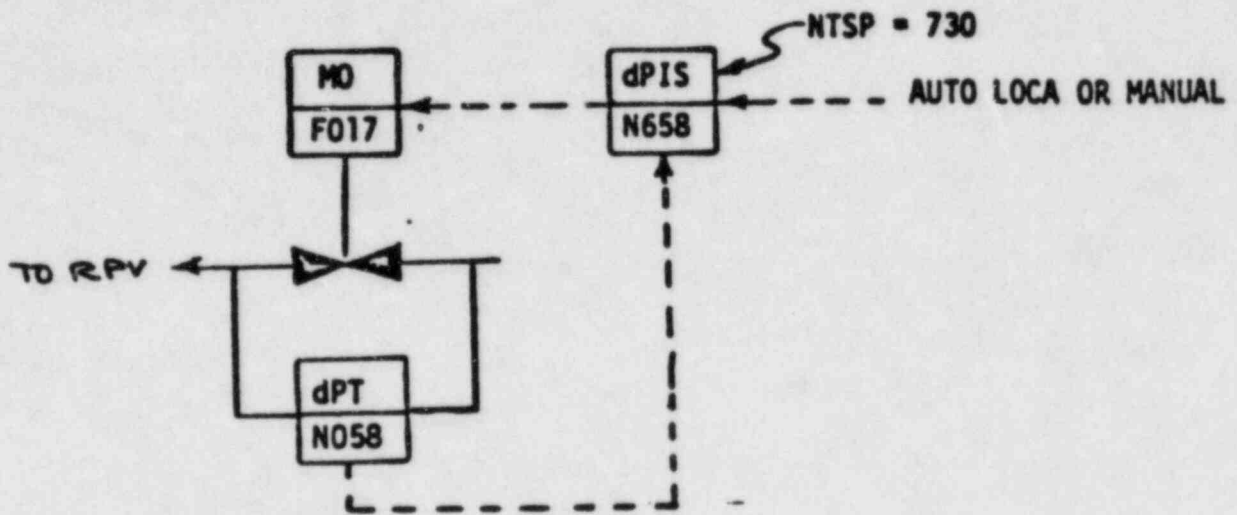 NTSP = 730
MO
F017
dPIS
N658
AUTO LOCA OR MANUAL
TO RPV
dPT
N058